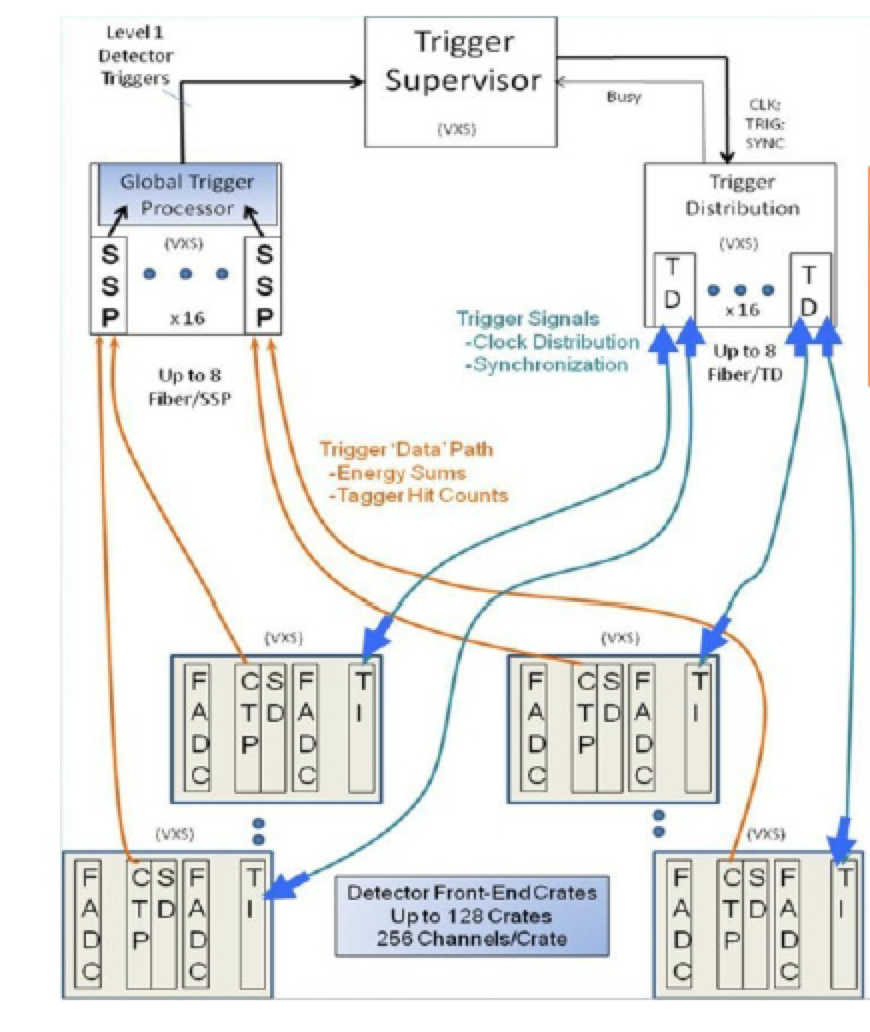 Level 1
Detector
Triggers
Trigger
Supervisor
(VXS)
Busy
CLK;
TRIG;
SYNC
Global Trigger
Processor
(VXS)
SSP
SSP
x 16
Up to 8
Fiber/SSP
Trigger
Distribution
(VXS)
TD
TD
x 16
Up to 8
Fiber/TD
Trigger Signals
-Clock Distribution
-Synchronization
Trigger 'Data' Path
-Energy Sums
-Tagger Hit Counts
(VXS)
FADC
CTP
SD
FADC
TI
(VXS)
FADC
CTP
SD
FADC
TI
(VXS)
FADC
CTP
SD
FADC
TI
Detector Front-End Crates
Up to 128 Crates
256 Channels/Crate
(VXS)
FADC
CTP
SD
FADC
TI